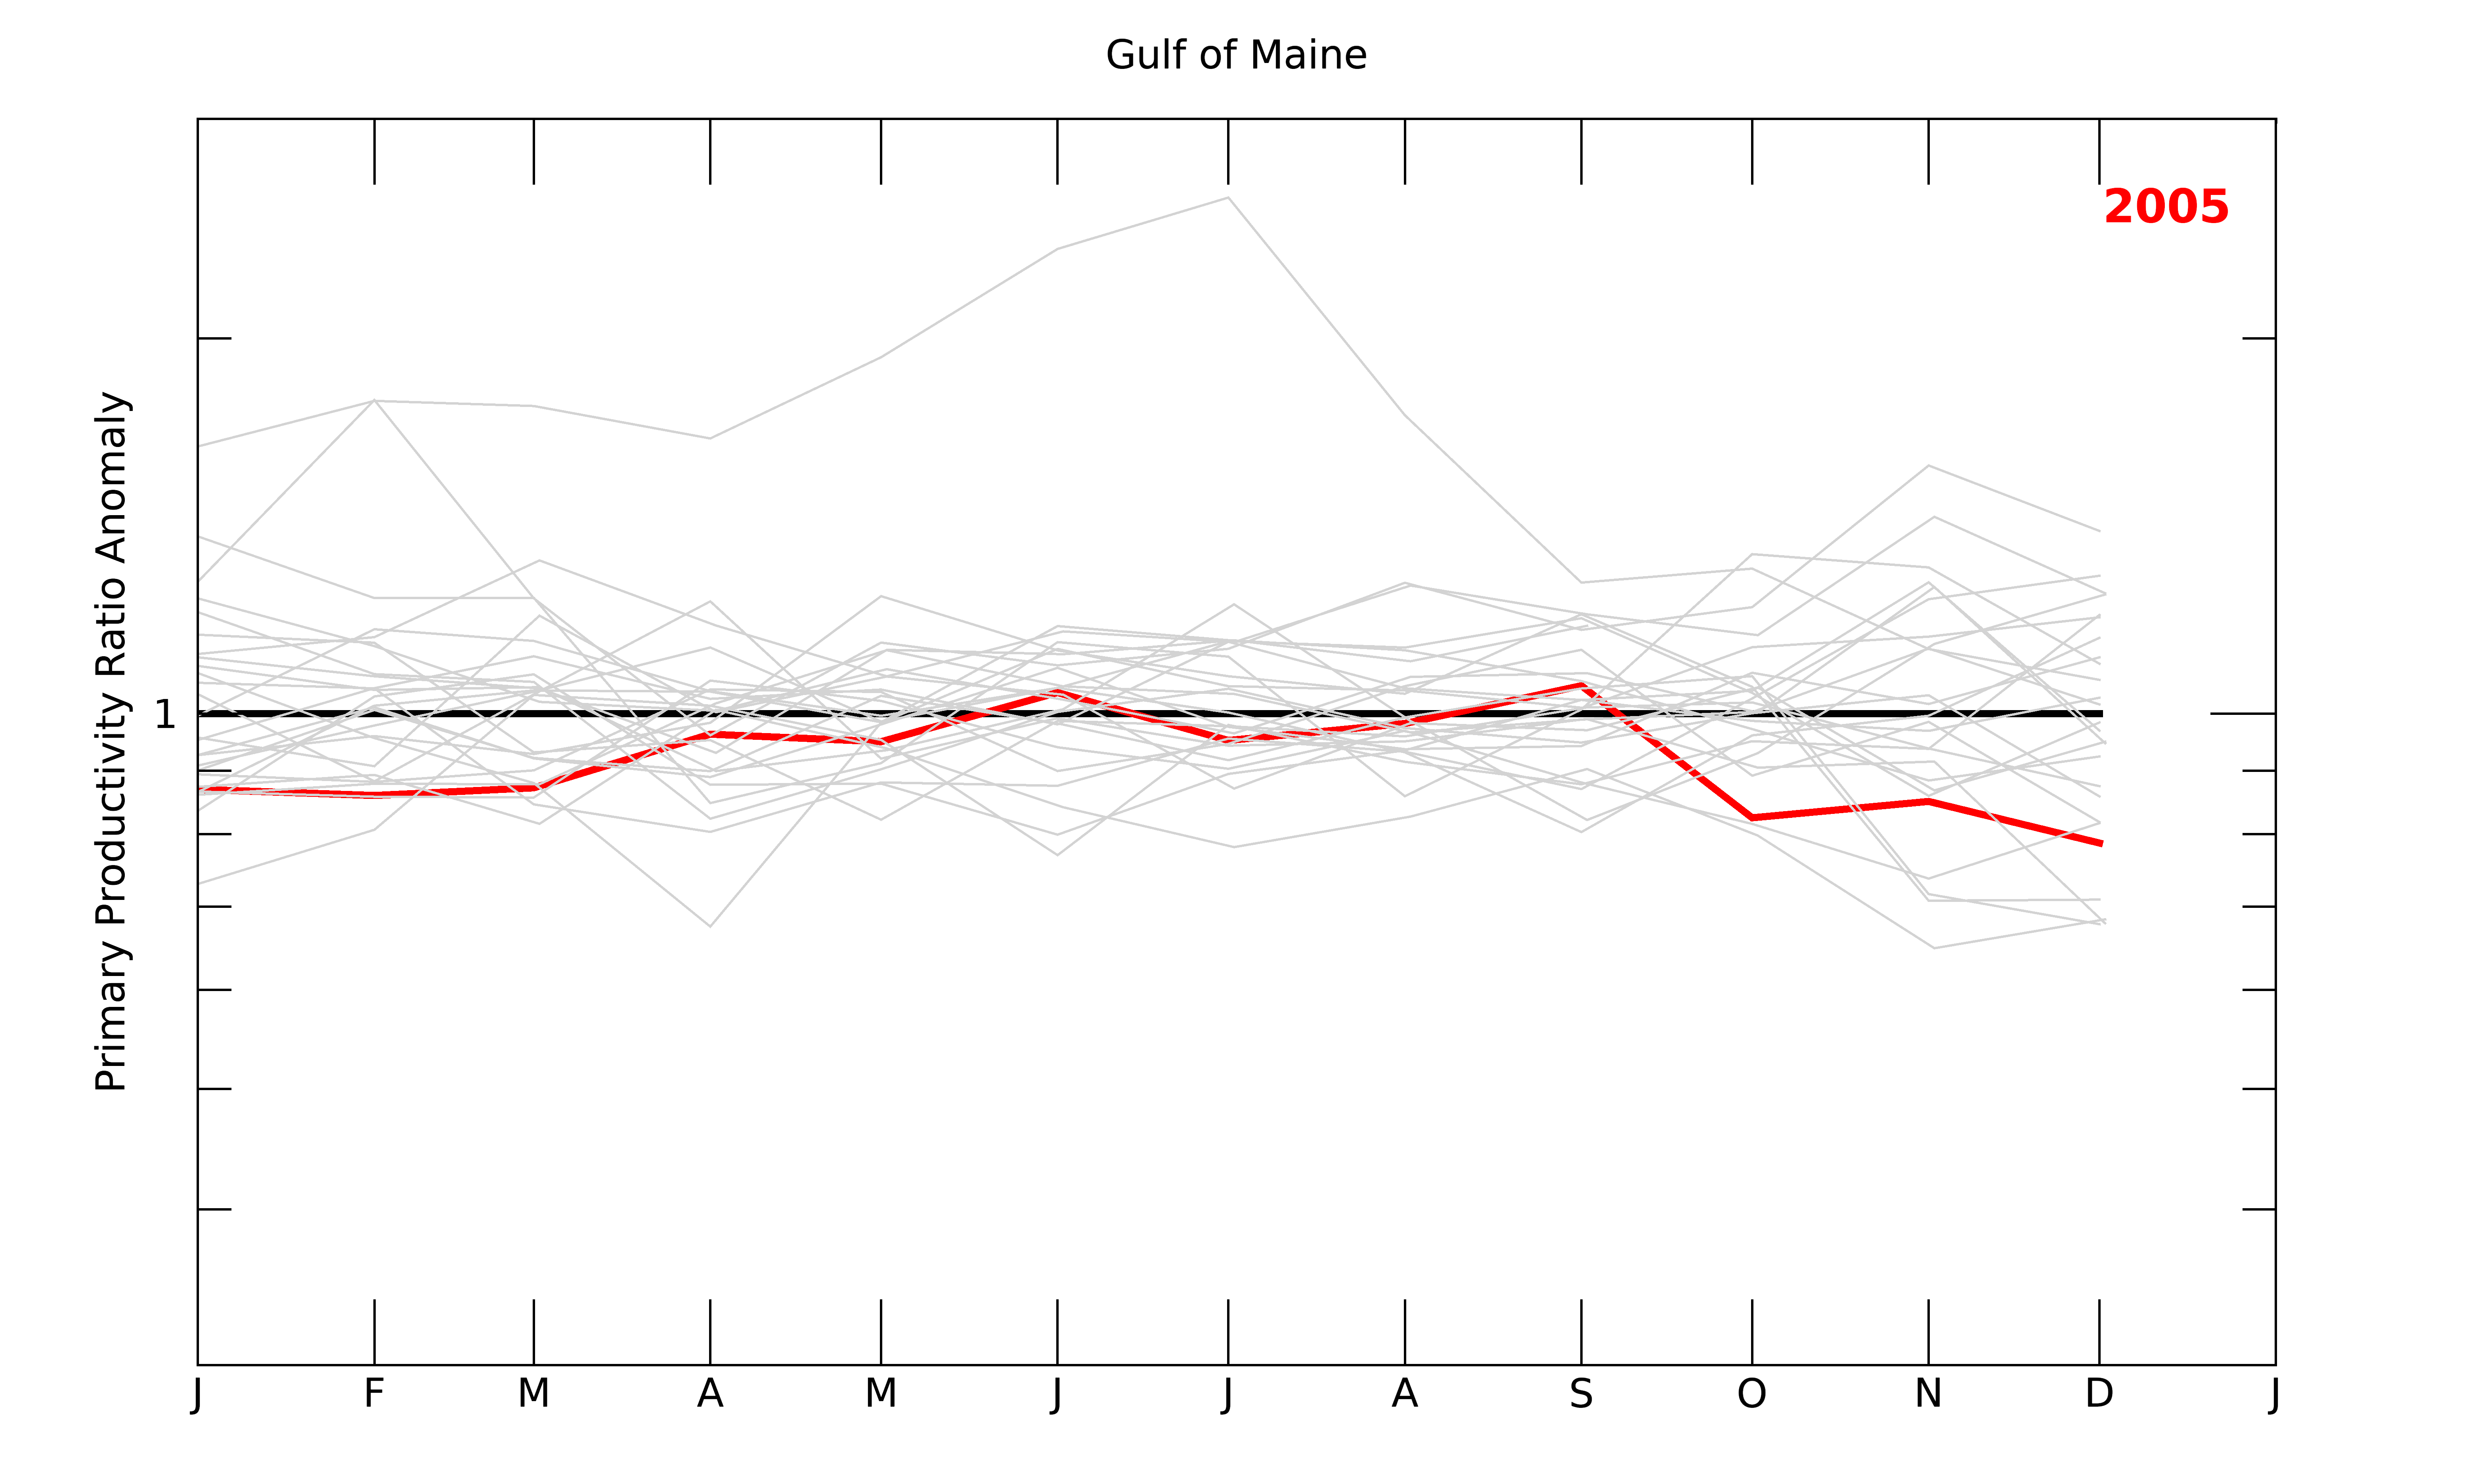 Gulf of Maine
2005
Primary Productivity Ratio Anomaly
1
J F M A M J J A S O N D J